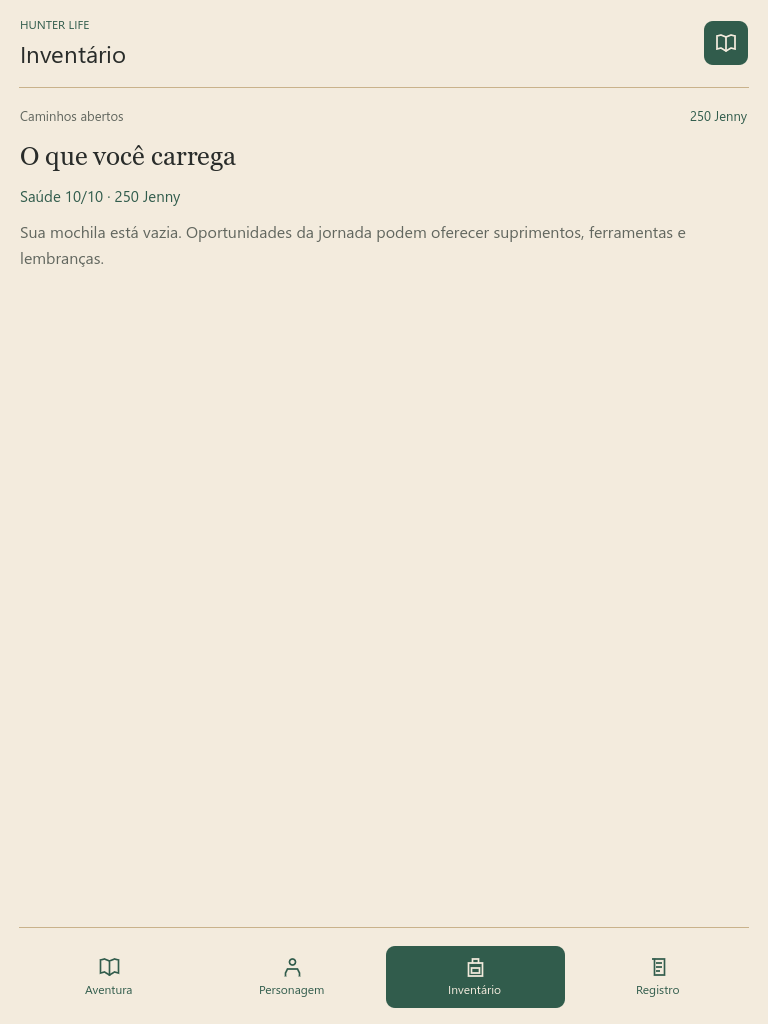 HUNTER LIFE
Inventário
Caminhos abertos
250 Jenny
O que você carrega
Saúde 10/10 · 250 Jenny
Sua mochila está vazia. Oportunidades da jornada podem oferecer suprimentos, ferramentas e
lembranças.
Aventura
Personagem
Inventário
Registro